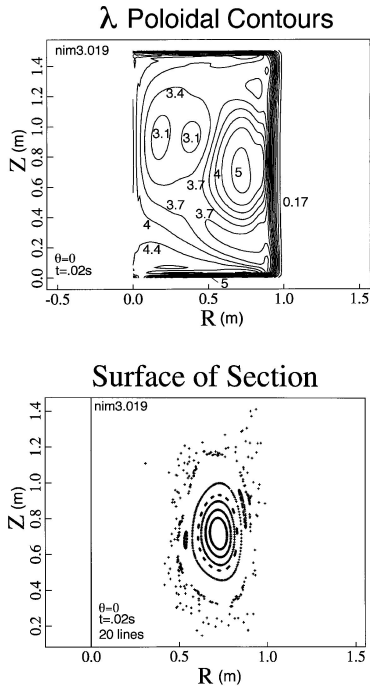 λ Poloidal Contours
nim3.019
1.4
1.2
1.0
0.8
0.6
0.4
0.2
0.0
Z (m)
3.4
3.1
3.1
4
5
3.7
3.7
3.7
4
4.4
0.17
5
θ=0
t=.02s
-0.5
0.0
0.5
1.0
1.5
R (m)
Surface of Section
nim3.019
1.4
1.2
1.0
0.8
0.6
0.4
0.2
Z (m)
θ=0
t=.02s
20 lines
0.0
0.5
1.0
1.5
R (m)